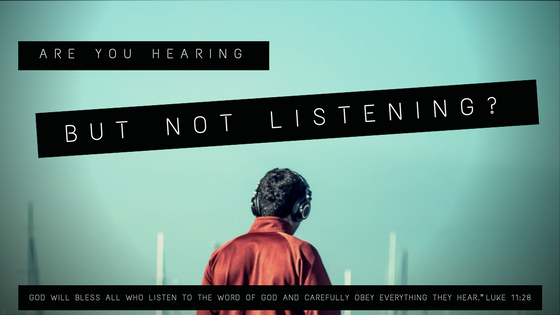 ARE YOU HEARING
BUT NOT LISTENING?
GOD WILL BLESS ALL WHO LISTEN TO THE WORD OF GOD AND CAREFULLY OBEY EVERYTHING THEY HEAR." LUKE 11:28